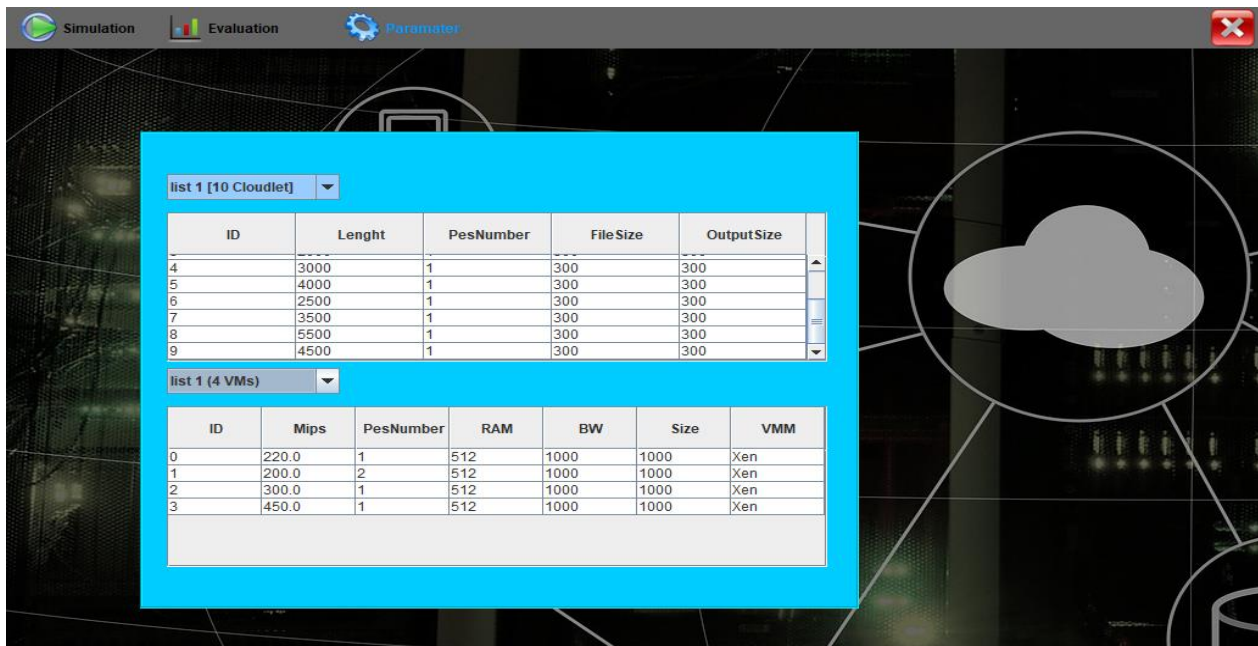 Simulation Evaluation Paramater
list 1 [10 Cloudlet]
ID Lenght PesNumber FileSize OutputSize
4 3000 1 300 300
5 4000 1 300 300
6 2500 1 300 300
7 3500 1 300 300
8 5500 1 300 300
9 4500 1 300 300
list 1 (4 VMs)
ID Mips PesNumber RAM BW Size VMM
0 220.0 1 512 1000 1000 Xen
1 200.0 2 512 1000 1000 Xen
2 300.0 1 512 1000 1000 Xen
3 450.0 1 512 1000 1000 Xen